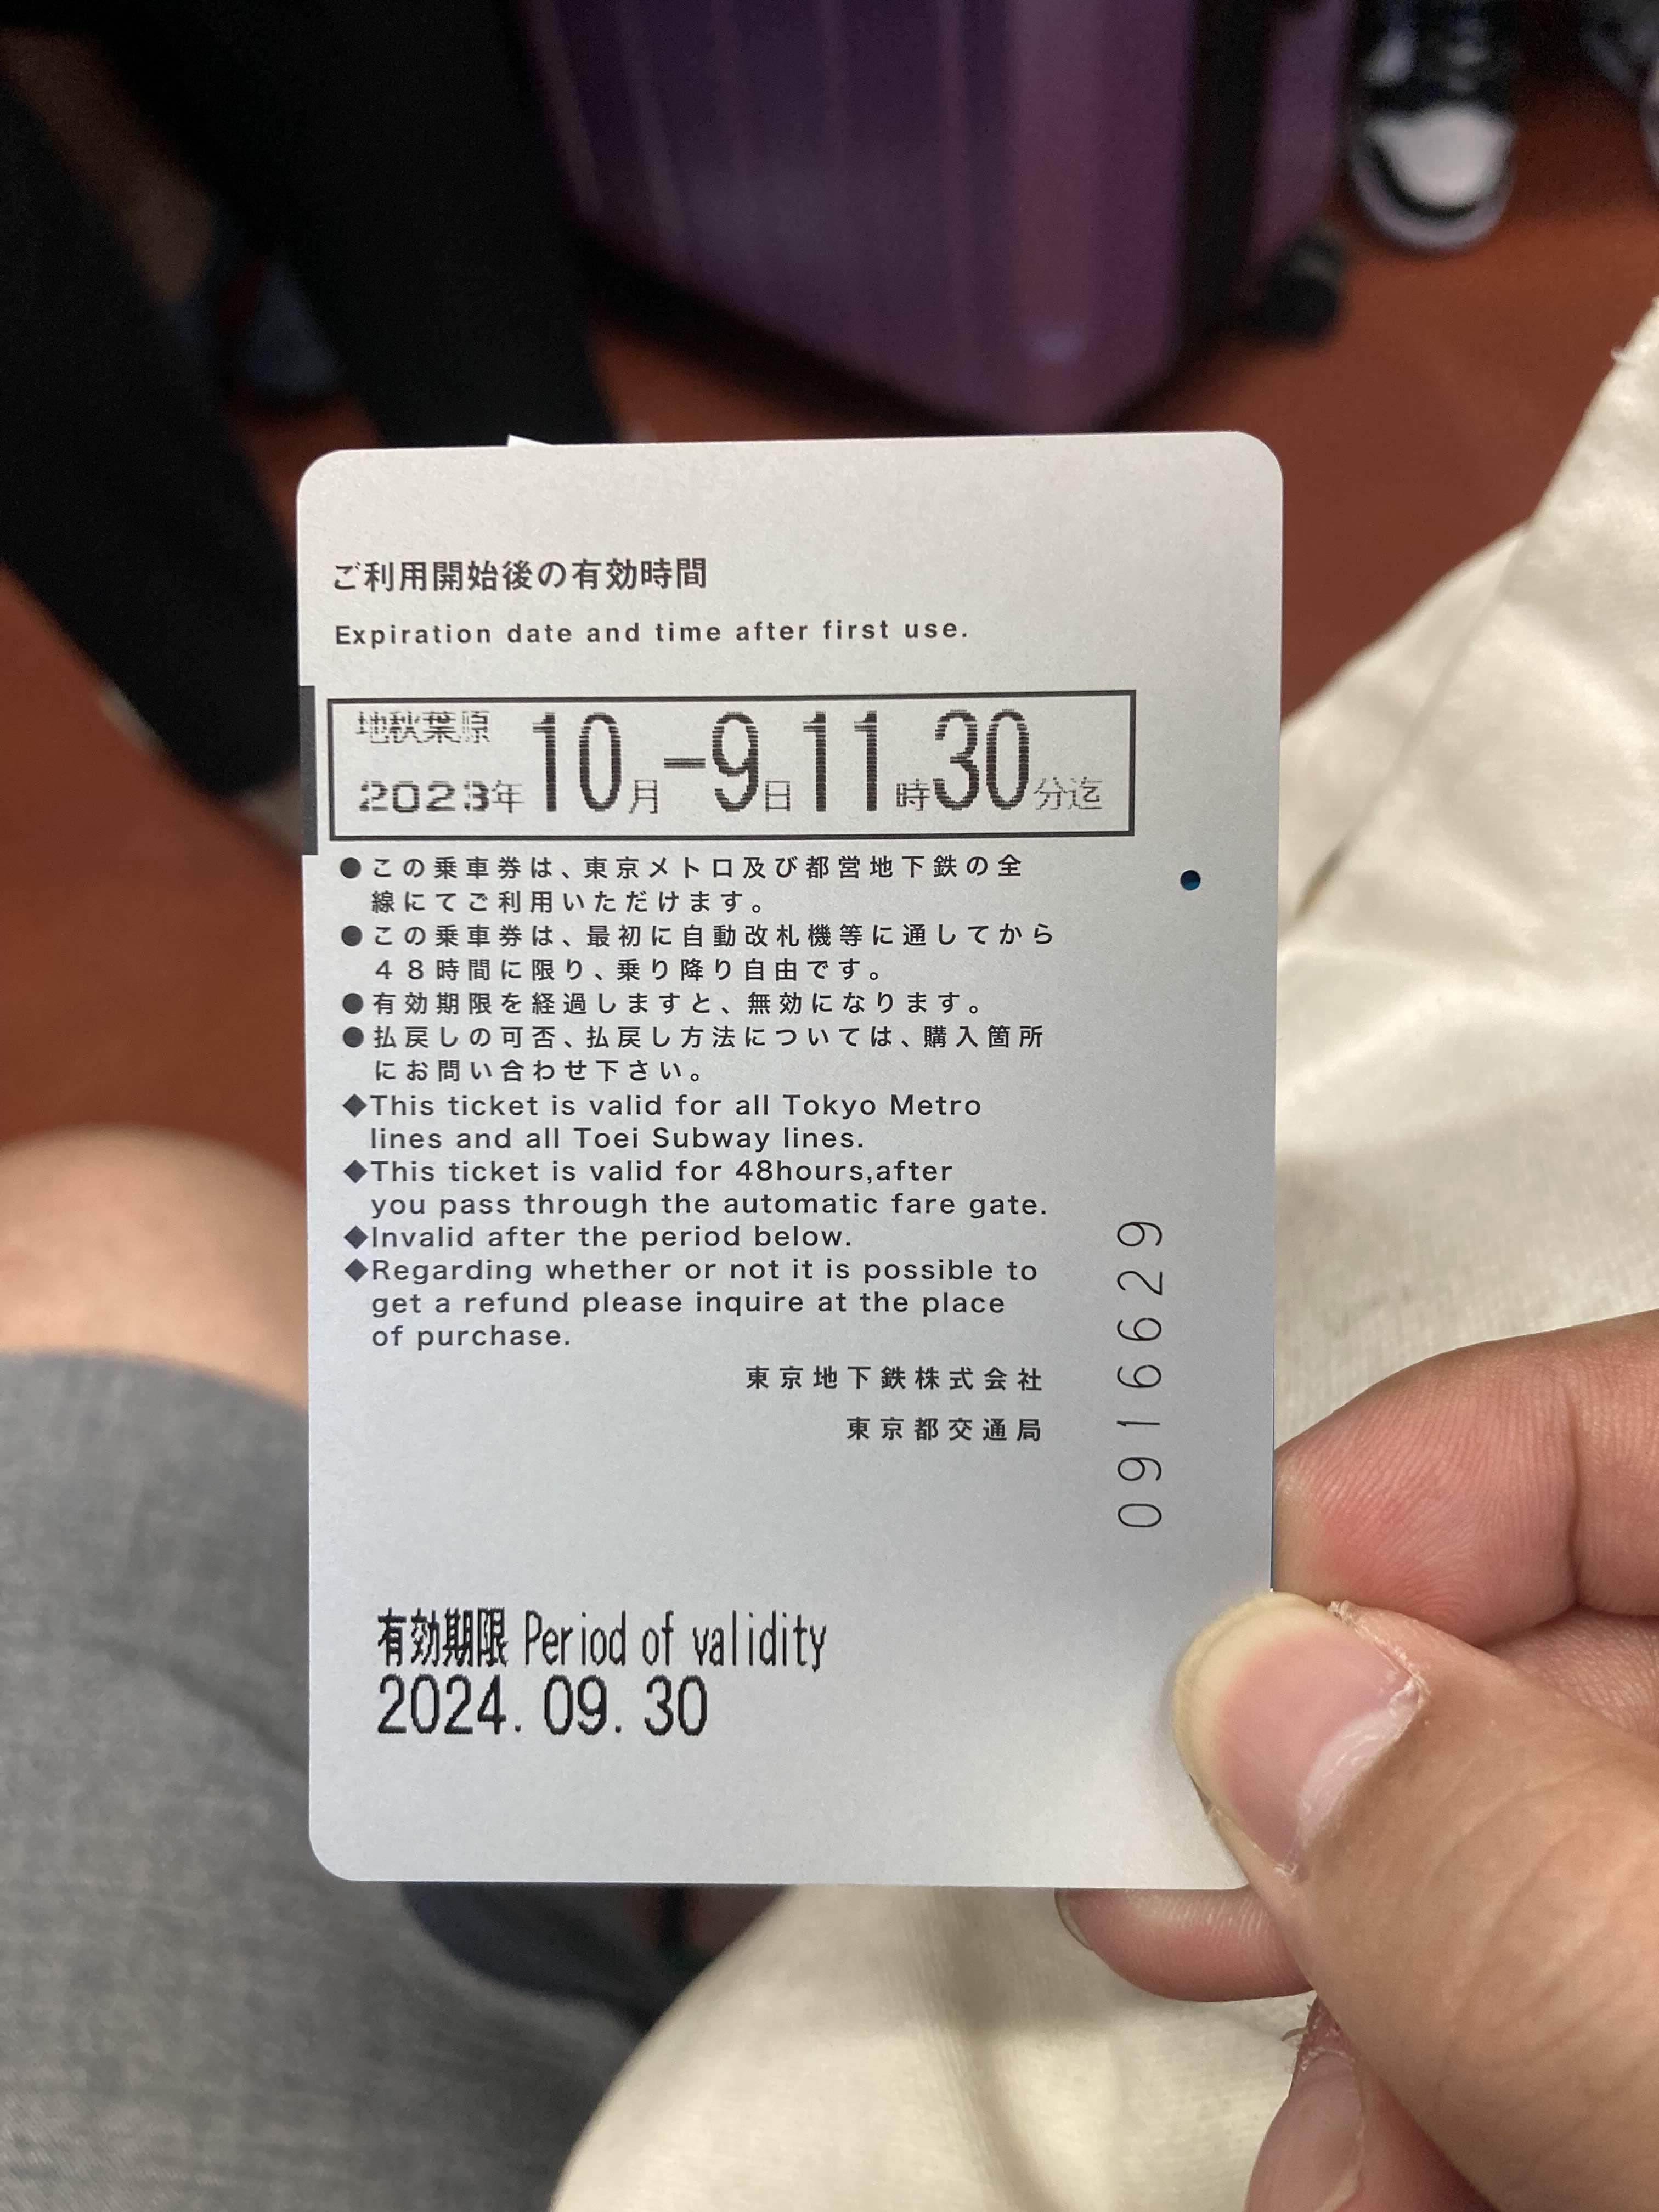 ご利用開始後の有効時間
Expiration date and time after first use.
地秋葉原
2023年10月-9日11時30分迄
●この乗車券は、東京メトロ及び都営地下鉄の全
線にてご利用いただけます。
●この乗車券は、最初に自動改札機等に通してから
４８時間に限り、乗り降り自由です。
●有効期限を経過しますと、無効になります。
●払戻しの可否、払戻し方法については、購入箇所
にお問い合わせ下さい。
◆This ticket is valid for all Tokyo Metro
lines and all Toei Subway lines.
◆This ticket is valid for 48hours,after
you pass through the automatic fare gate.
◆Invalid after the period below.
◆Regarding whether or not it is possible to
get a refund please inquire at the place
of purchase.
東京地下鉄株式会社
東京都交通局
0916629
有効期限 Period of validity
2024.09.30